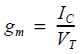 g_m = I_C / V_T